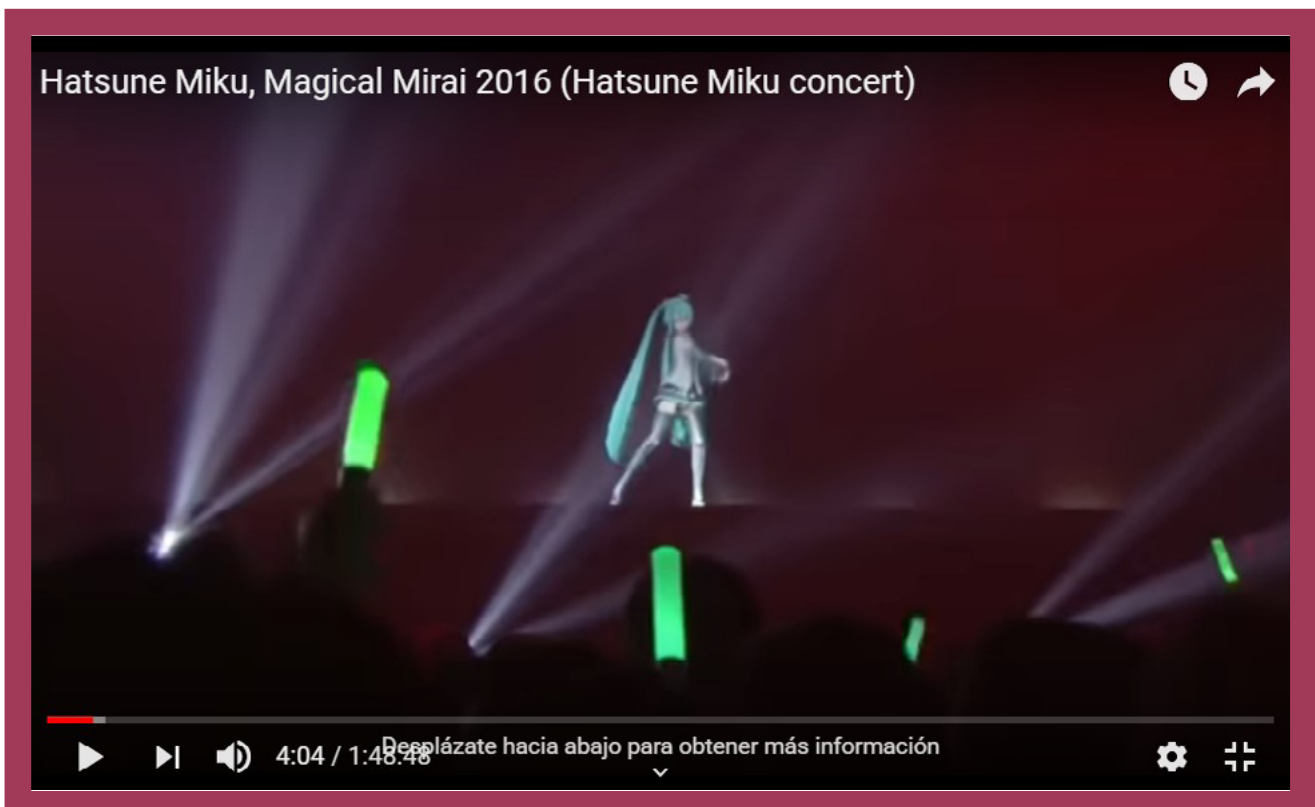 Hatsune Miku, Magical Mirai 2016 (Hatsune Miku concert)
4:04 / 1:48:48
Desplázate hacia abajo para obtener más información